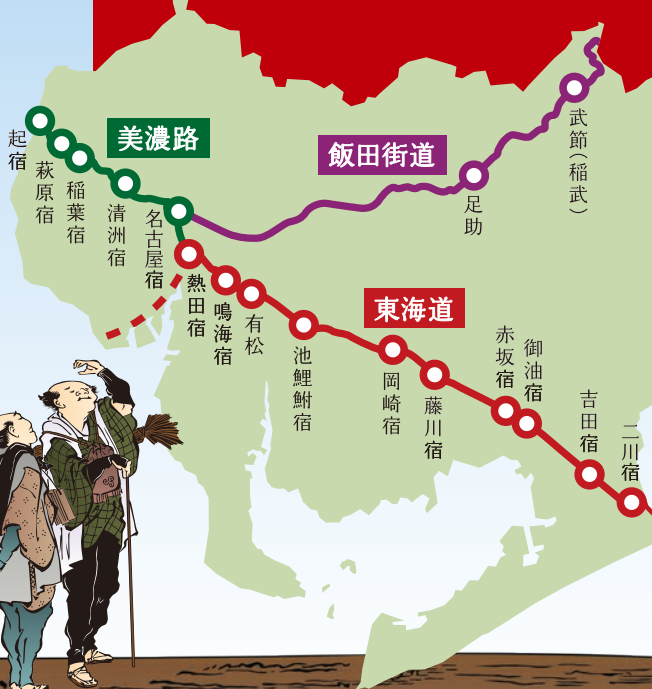 美濃路
飯田街道
東海道
起宿
萩原宿
稲葉宿
清洲宿
名古屋宿
熱田宿
鳴海宿
有松
池鯉鮒宿
岡崎宿
藤川宿
赤坂宿
御油宿
吉田宿
二川宿
足助
武節(稲武)